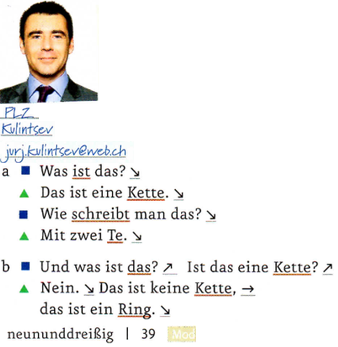 PLZ
Kulintsev
jurj.kulintsev@web.ch
a ■ Was ist das? ↘
▲ Das ist eine Kette. ↘
■ Wie schreibt man das? ↘
▲ Mit zwei Te. ↘
b ■ Und was ist das? ↗ Ist das eine Kette? ↗
▲ Nein. ↘ Das ist keine Kette, →
das ist ein Ring. ↘
neununddreißig | 39 Mod